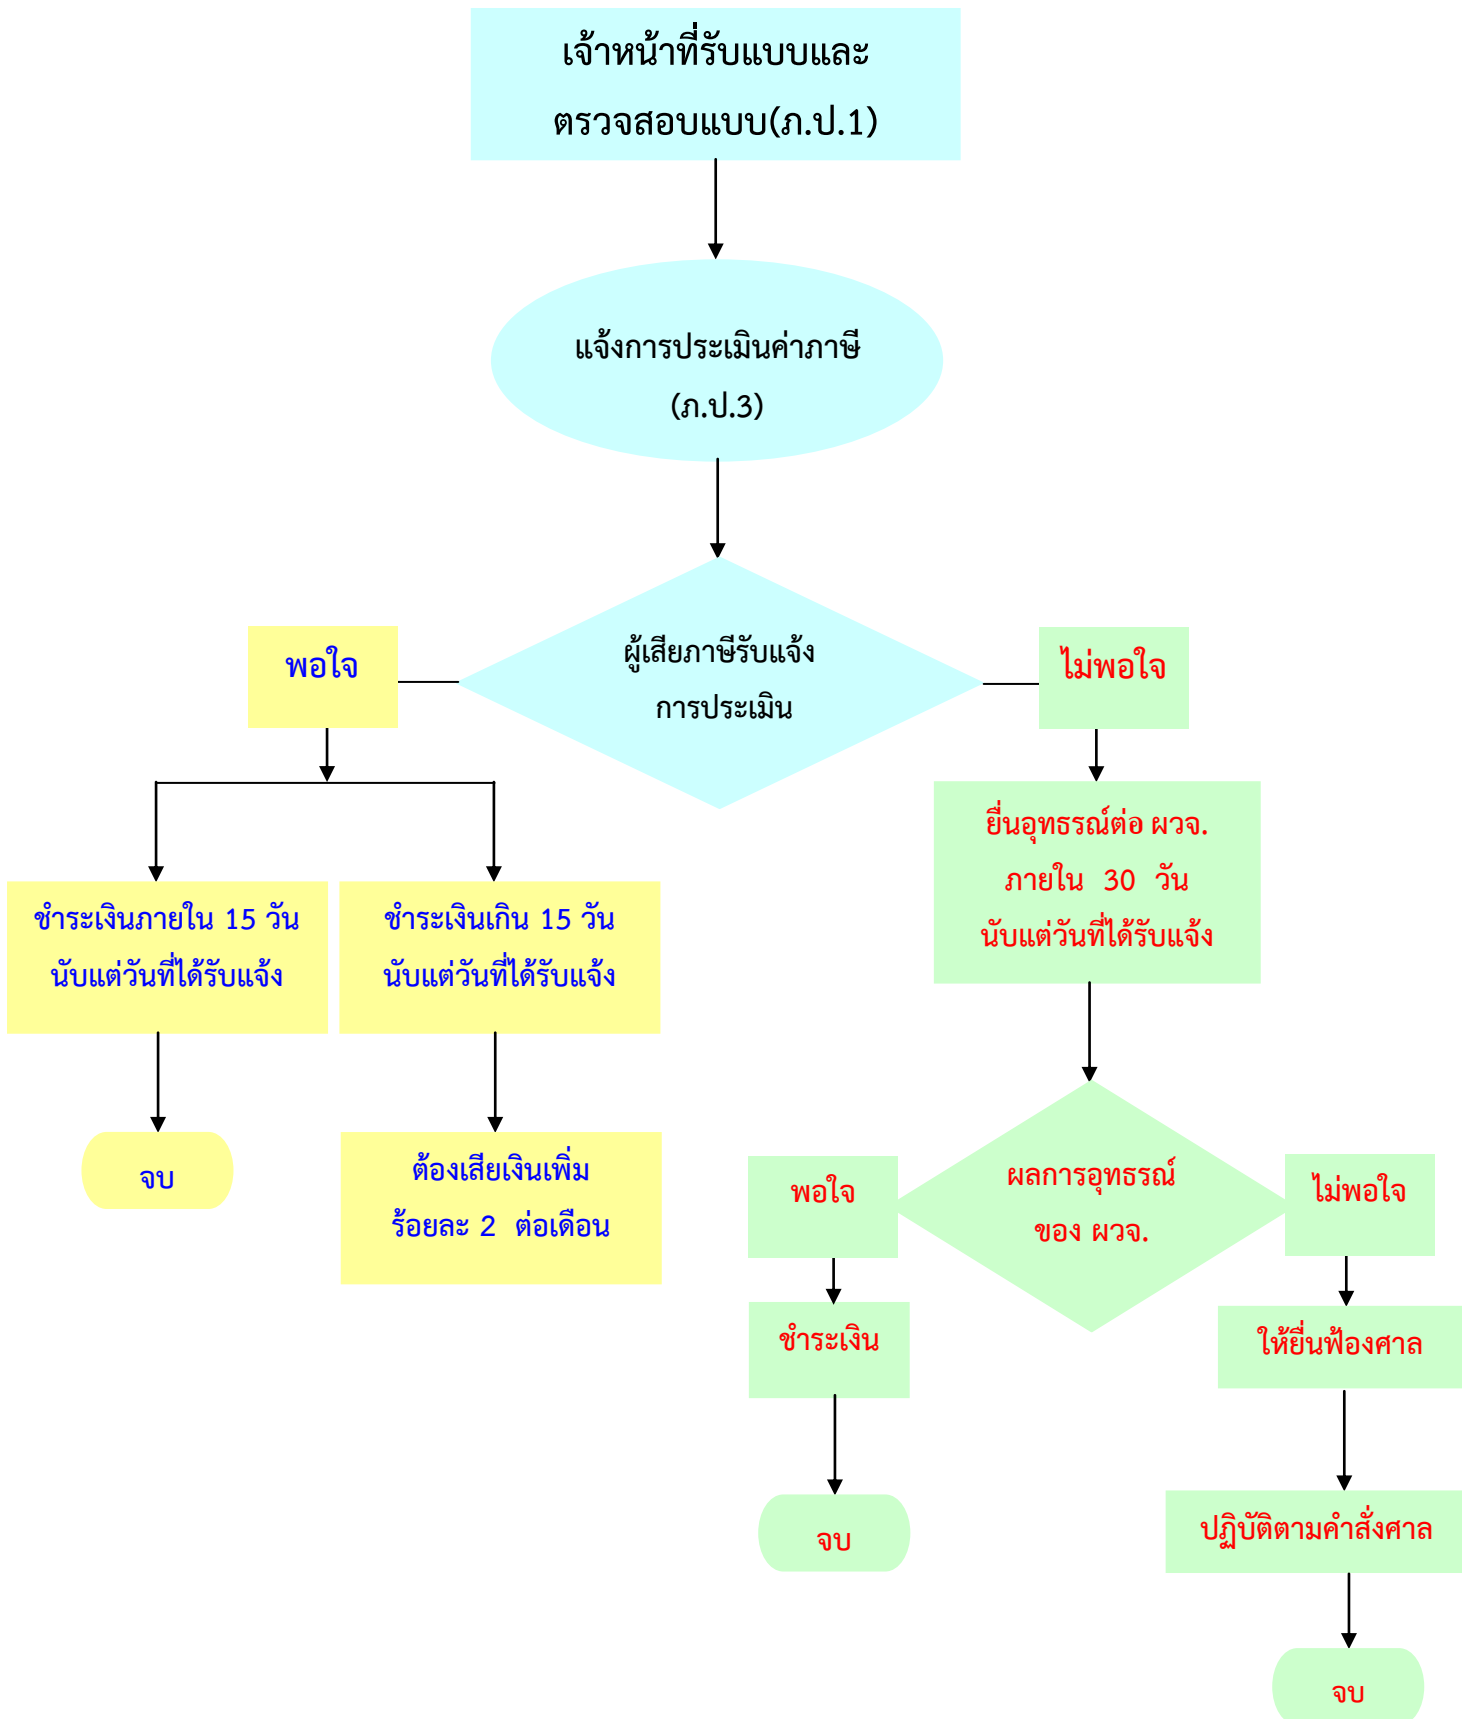 เจ้าหน้าที่รับแบบและ
ตรวจสอบแบบ(ภ.ป.1)
แจ้งการประเมินค่าภาษี
(ภ.ป.3)
ผู้เสียภาษีรับแจ้ง
การประเมิน
พอใจ
ไม่พอใจ
ชำระเงินภายใน 15 วัน
นับแต่วันที่ได้รับแจ้ง
ชำระเงินเกิน 15 วัน
นับแต่วันที่ได้รับแจ้ง
ยื่นอุทธรณ์ต่อ ผวจ.
ภายใน 30 วัน
นับแต่วันที่ได้รับแจ้ง
จบ
ต้องเสียเงินเพิ่ม
ร้อยละ 2 ต่อเดือน
พอใจ
ผลการอุทธรณ์
ของ ผวจ.
ไม่พอใจ
ชำระเงิน
ให้ยื่นฟ้องศาล
จบ
ปฏิบัติตามคำสั่งศาล
จบ